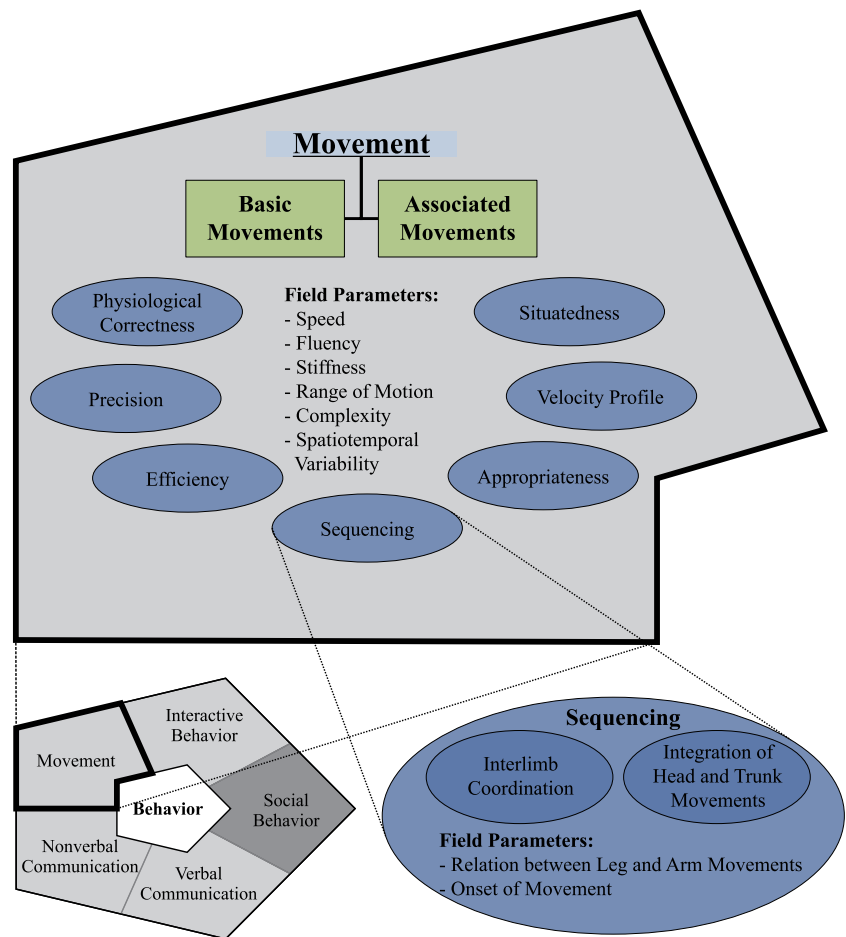 Movement
Basic
Movements
Associated
Movements
Physiological
Correctness
Precision
Efficiency
Field Parameters:
- Speed
- Fluency
- Stiffness
- Range of Motion
- Complexity
- Spatiotemporal
Variability
Situatedness
Velocity Profile
Appropriateness
Sequencing
Movement
Interactive
Behavior
Behavior
Social
Behavior
Nonverbal
Communication
Verbal
Communication
Sequencing
Interlimb
Coordination
Integration of
Head and Trunk
Movements
Field Parameters:
- Relation between Leg and Arm Movements
- Onset of Movement